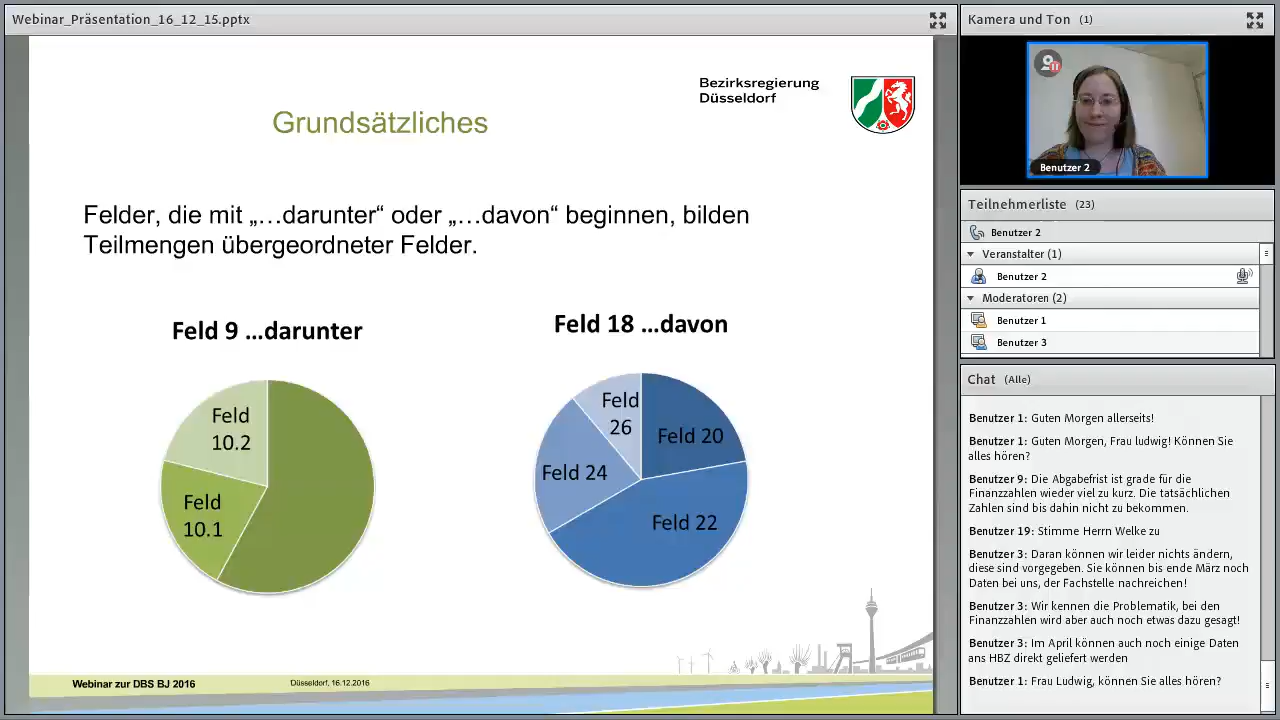 Webinar_Präsentation_16_12_15.pptx
Bezirksregierung
Düsseldorf
Grundsätzliches
Felder, die mit „…darunter“ oder „…davon“ beginnen, bilden
Teilmengen übergeordneter Felder.
Feld 9 …darunter
Feld
10.2
Feld
10.1
Feld 18 …davon
Feld
26
Feld 20
Feld 24
Feld 22
Webinar zur DBS BJ 2016
Düsseldorf, 16.12.2016
Kamera und Ton (1)
Benutzer 2
Teilnehmerliste (23)
Benutzer 2
Veranstalter (1)
Benutzer 2
Moderatoren (2)
Benutzer 1
Benutzer 3
Chat (Alle)
Benutzer 1: Guten Morgen allerseits!
Benutzer 1: Guten Morgen, Frau ludwig! Können Sie
alles hören?
Benutzer 9: Die Abgabefrist ist grade für die
Finanzzahlen wieder viel zu kurz. Die tatsächlichen
Zahlen sind bis dahin nicht zu bekommen.
Benutzer 19: Stimme Herrn Welke zu
Benutzer 3: Daran können wir leider nichts ändern,
diese sind vorgegeben. Sie können bis ende März noch
Daten bei uns, der Fachstelle nachreichen!
Benutzer 3: Wir kennen die Problematik, bei den
Finanzzahlen wird aber auch noch etwas dazu gesagt!
Benutzer 3: Im April können auch noch einige Daten
ans HBZ direkt geliefert werden
Benutzer 1: Frau Ludwig, können Sie alles hören?